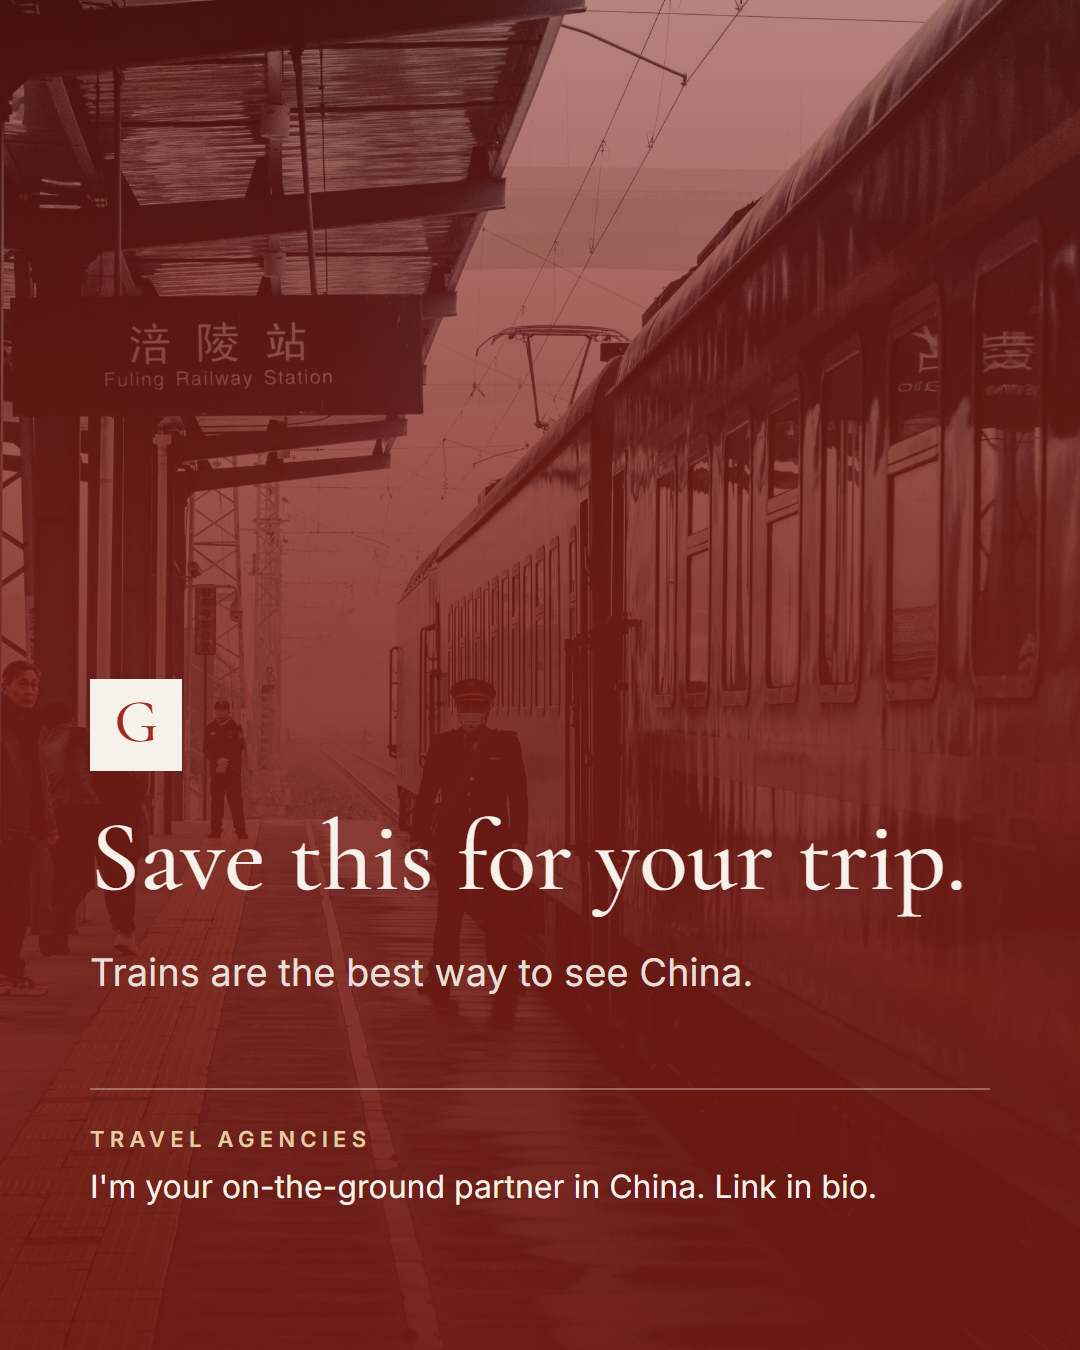 涪陵站
Fuling Railway Station
G
Save this for your trip.
Trains are the best way to see China.
TRAVEL AGENCIES
I'm your on-the-ground partner in China. Link in bio.